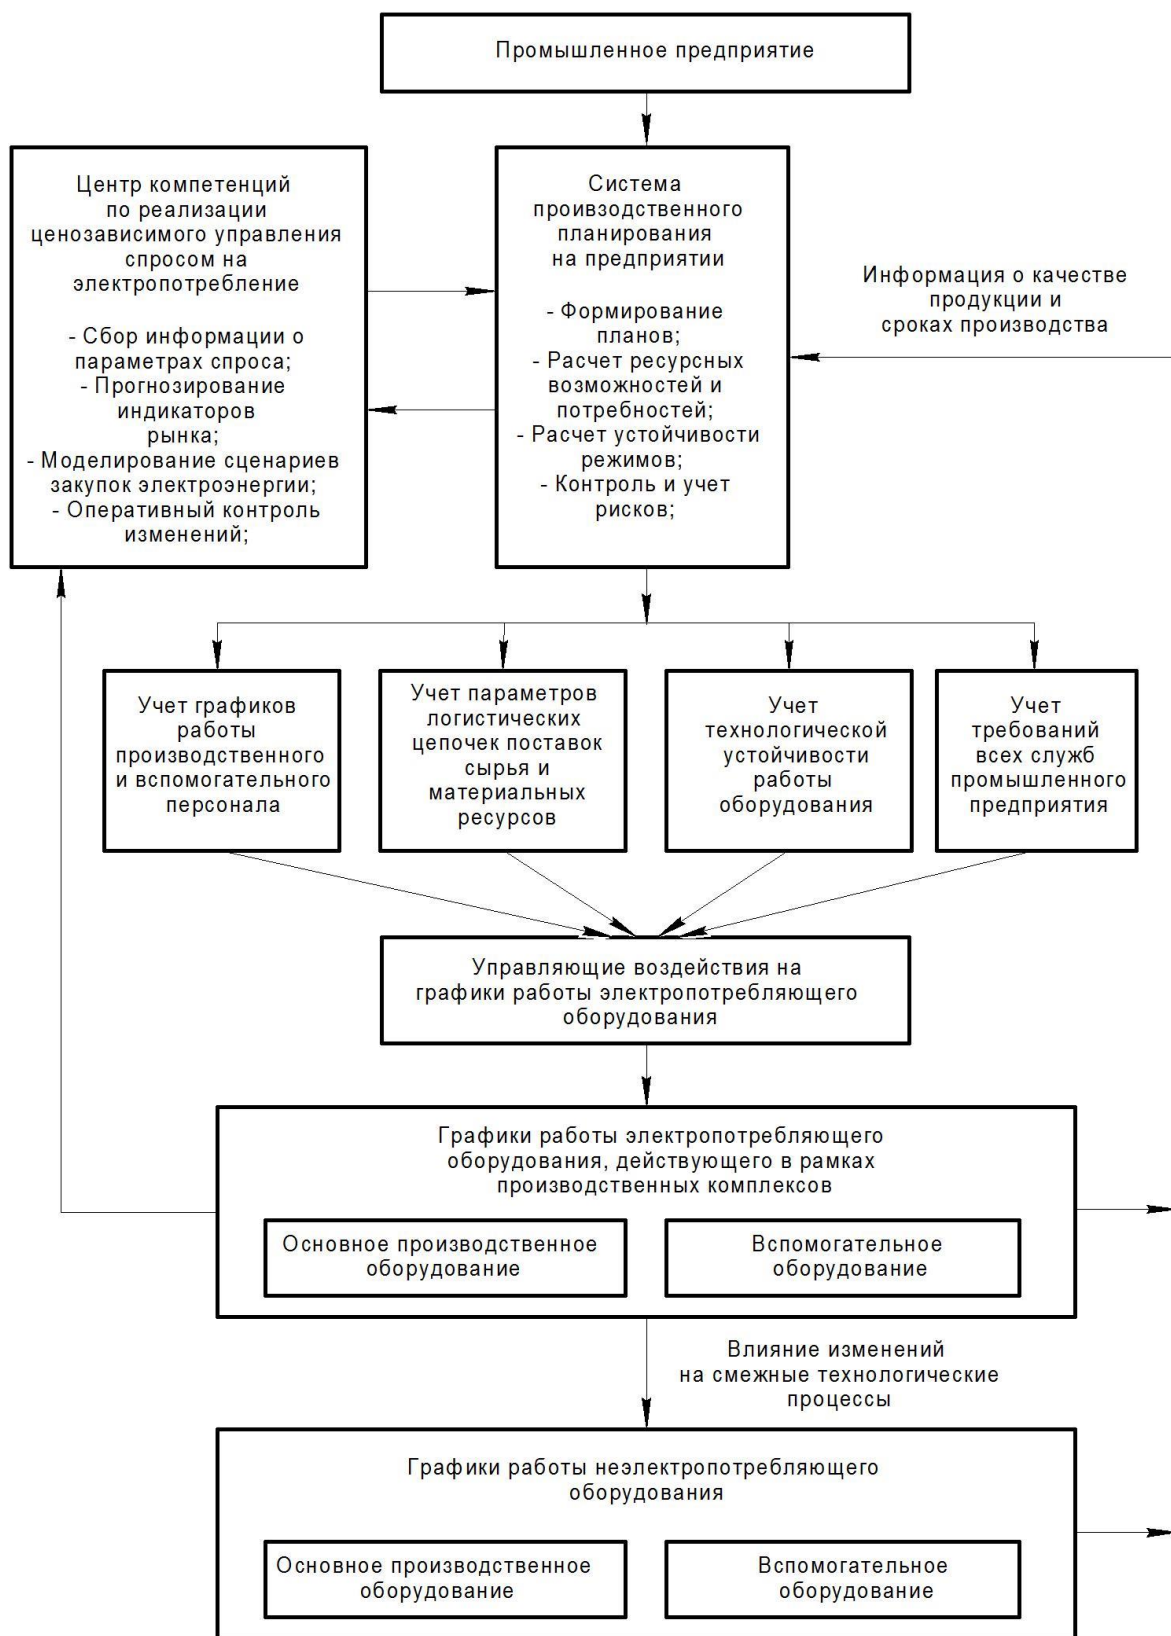 Промышленное предприятие
Центр компетенций
по реализации
ценозависимого управления
спросом на
электропотребление
- Сбор информации о
параметрах спроса;
- Прогнозирование
индикаторов
рынка;
- Моделирование сценариев
закупок электроэнергии;
- Оперативный контроль
изменений;
Система
произвзодственного
планирования
на предприятии
- Формирование
планов;
- Расчет ресурсных
возможностей и
потребностей;
- Расчет устойчивости
режимов;
- Контроль и учет
рисков;
Информация о качестве
продукции и
сроках производства
Учет графиков
работы
производственного
и вспомогательного
персонала
Учет параметров
логистических
цепочек поставок
сырья и
материальных
ресурсов
Учет
технологической
устойчивости
работы
оборудования
Учет
требований
всех служб
промышленного
предприятия
Управляющие воздействия на
графики работы электропотребляющего
оборудования
Графики работы электропотребляющего
оборудования, действующего в рамках
производственных комплексов
Основное производственное
оборудование
Вспомогательное
оборудование
Влияние изменений
на смежные технологические
процессы
Графики работы неэлектропотребляющего
оборудования
Основное производственное
оборудование
Вспомогательное
оборудование